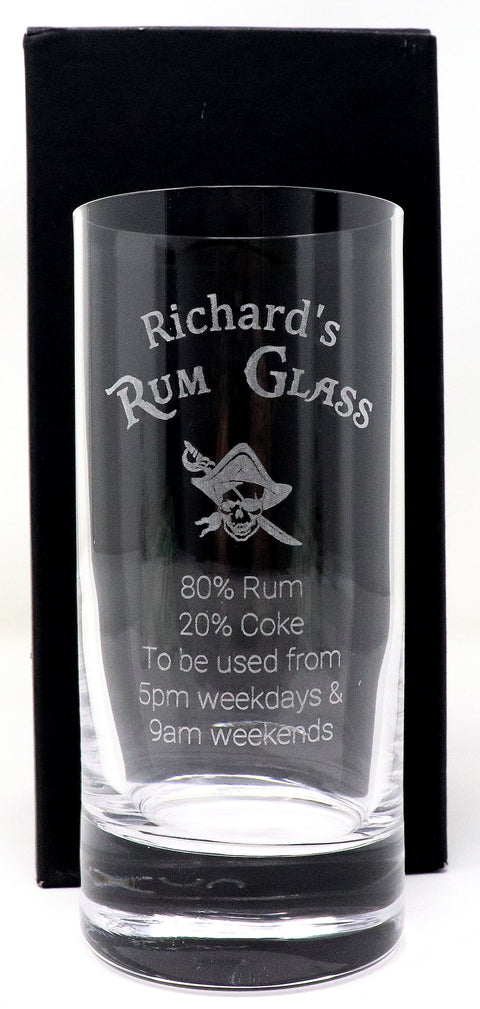 Richard's
Rum Glass
80% Rum
20% Coke
To be used from
5pm weekdays &
9am weekends